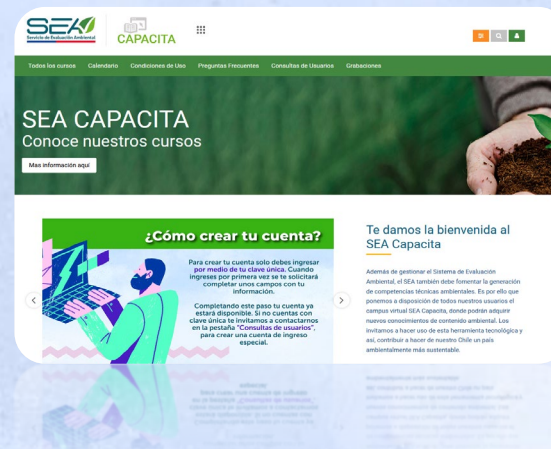 SEA
Servicio de Evaluación Ambiental
CAPACITA
Todos los cursos Calendario Condiciones de Uso Preguntas Frecuentes Consultas de Usuarios Grabaciones
SEA CAPACITA
Conoce nuestros cursos
Mas información aquí
¿Cómo crear tu cuenta?
Para crear tu cuenta solo debes ingresar
por medio de tu clave única. Cuando
ingreses por primera vez se te solicitará
completar unos campos con tu
información.
Completando este paso tu cuenta ya
estará disponible. Si no cuentas con
clave única te invitamos a contactarnos
en la pestaña "Consultas de usuarios",
para crear una cuenta de ingreso
especial.
Te damos la bienvenida al
SEA Capacita
Además de gestionar el Sistema de Evaluación
Ambiental, el SEA también debe fomentar la generación
de competencias técnicas ambientales. Es por ello que
ponemos a disposición de todos nuestros usuarios el
campus virtual SEA Capacita, donde podrán adquirir
nuevos conocimientos de contenido ambiental. Los
invitamos a hacer uso de esta herramienta tecnológica y
así, contribuir a hacer de nuestro Chile un país
ambientalmente más sustentable.